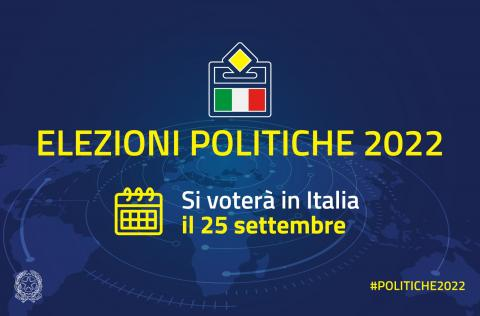 ELEZIONI POLITICHE 2022
Si voterà in Italia
il 25 settembre
#POLITICHE2022